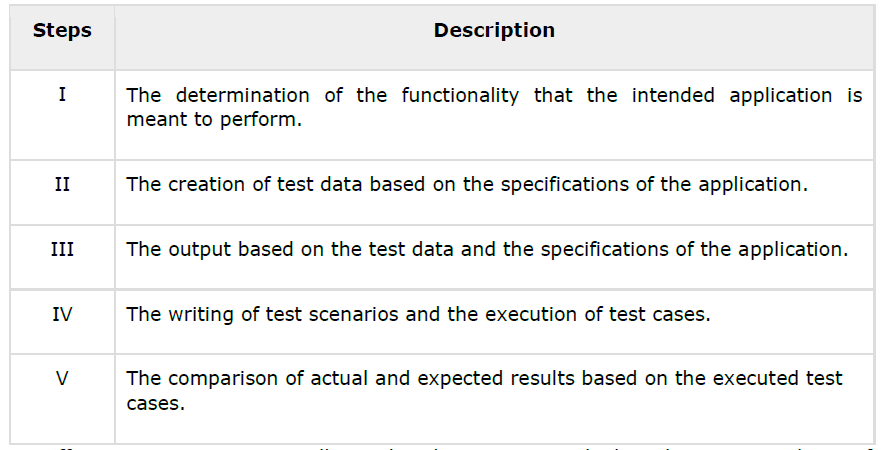 Steps Description
I The determination of the functionality that the intended application is
meant to perform.
II The creation of test data based on the specifications of the application.
III The output based on the test data and the specifications of the application.
IV The writing of test scenarios and the execution of test cases.
V The comparison of actual and expected results based on the executed test
cases.